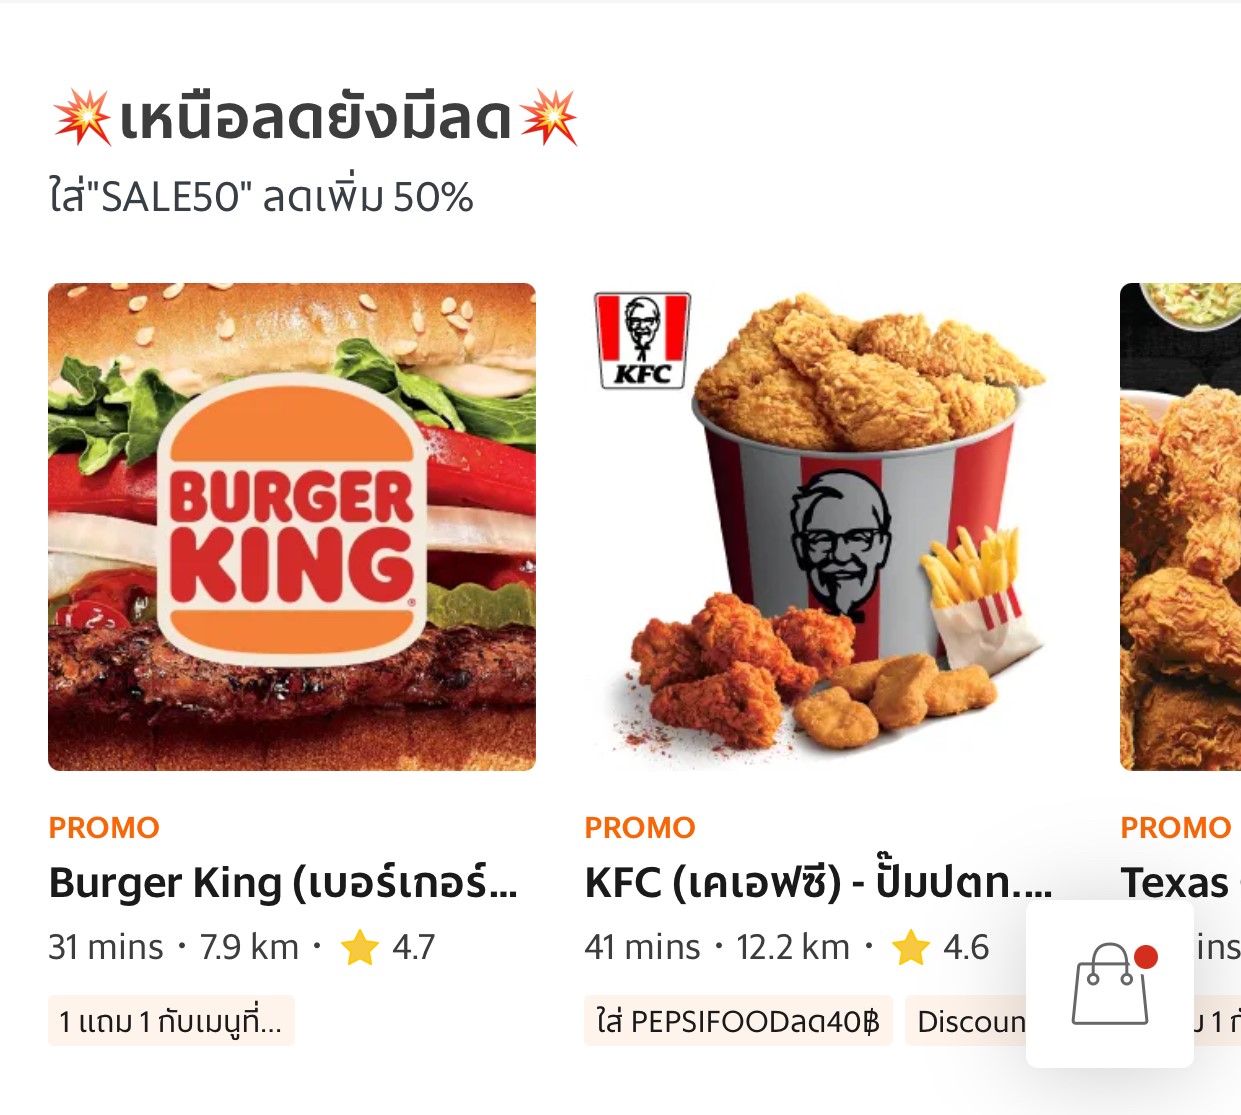 💥เหนือลดยังมีลด💥
ใส่"SALE50" ลดเพิ่ม 50%
BURGER
KING
®
KFC
PROMO
Burger King (เบอร์เกอร์...
31 mins · 7.9 km · ⭐ 4.7
1 แถม 1 กับเมนูที่...
PROMO
KFC (เคเอฟซี) - ปั๊มปตท....
41 mins · 12.2 km · ⭐ 4.6
ใส่ PEPSIFOODลด40฿
Discoun
PROMO
Texas
ins
1 กั